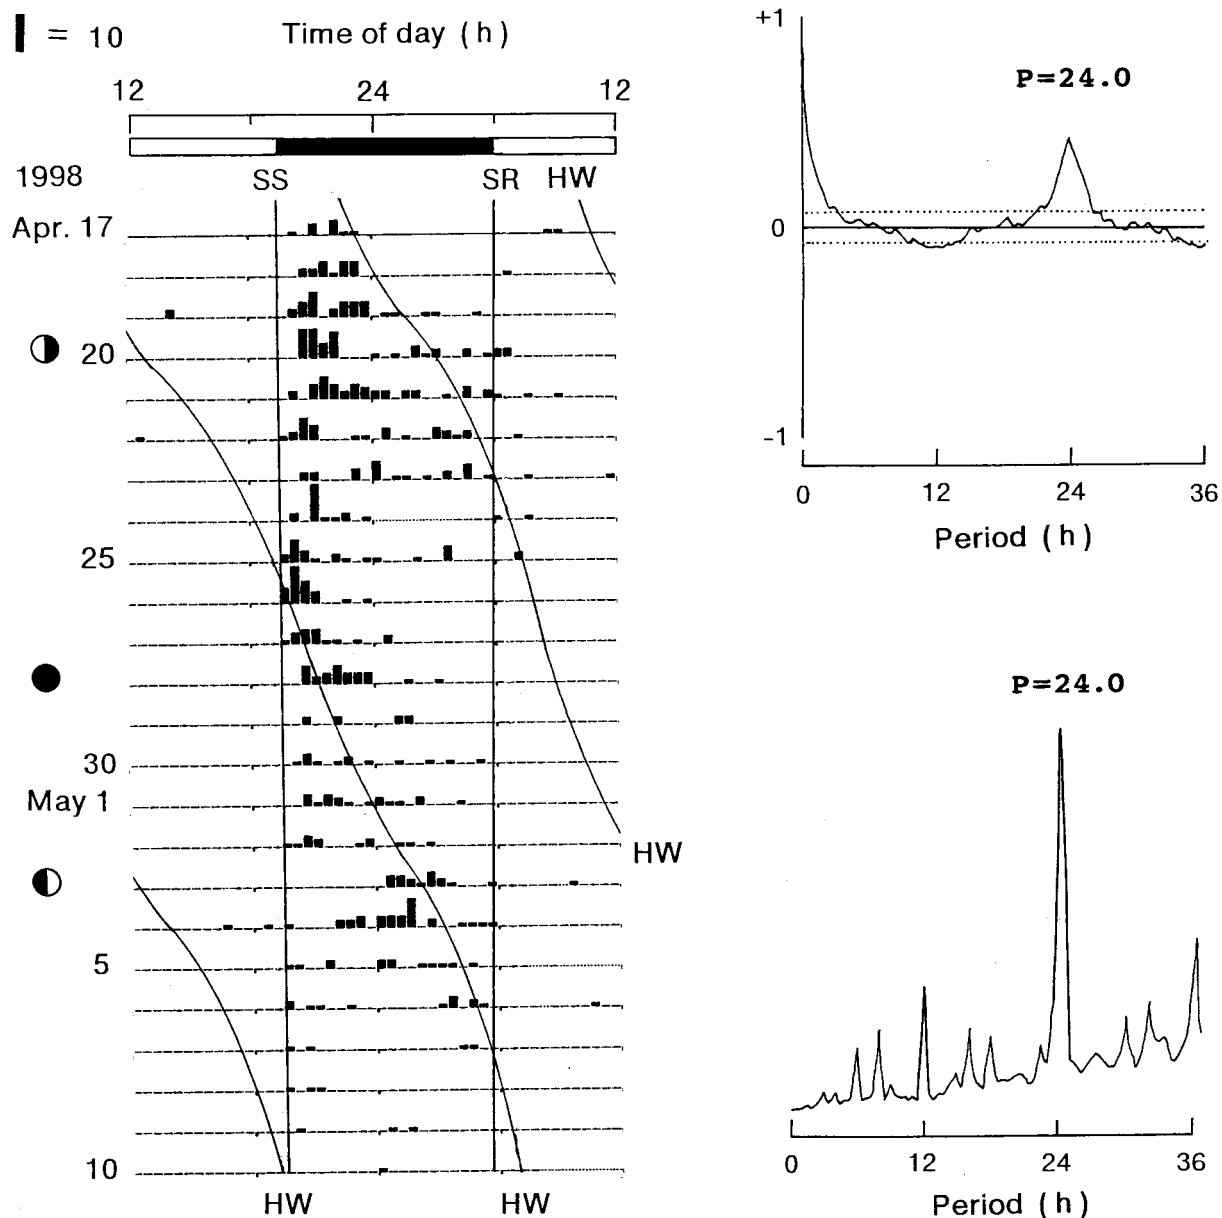 = 10
Time of day (h)
12 24 12
1998 SS SR HW
Apr. 17
20
25
30
May 1
HW
5
10
HW HW
+1
P=24.0
0
-1
0 12 24 36
Period (h)
P=24.0
0 12 24 36
Period (h)